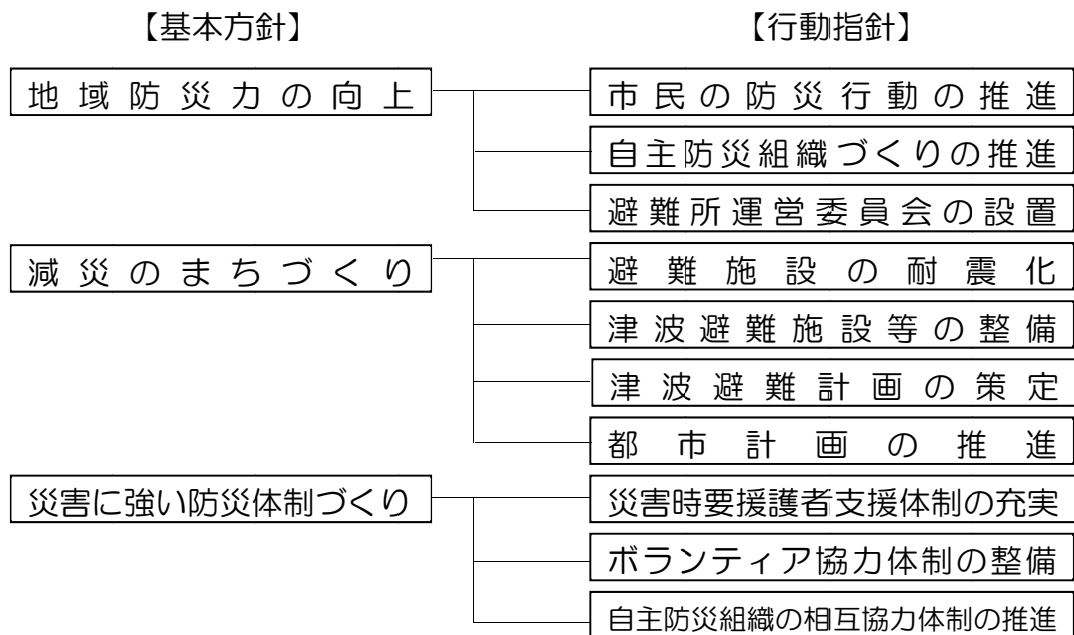 【基本方針】 【行動指針】
地域防災力の向上 市民の防災行動の推進
自主防災組織づくりの推進
避難所運営委員会の設置
減災のまちづくり 避難施設の耐震化
津波避難施設等の整備
津波避難計画の策定
都市計画の推進
災害に強い防災体制づくり 災害時要援護者支援体制の充実
ボランティア協力体制の整備
自主防災組織の相互協力体制の推進